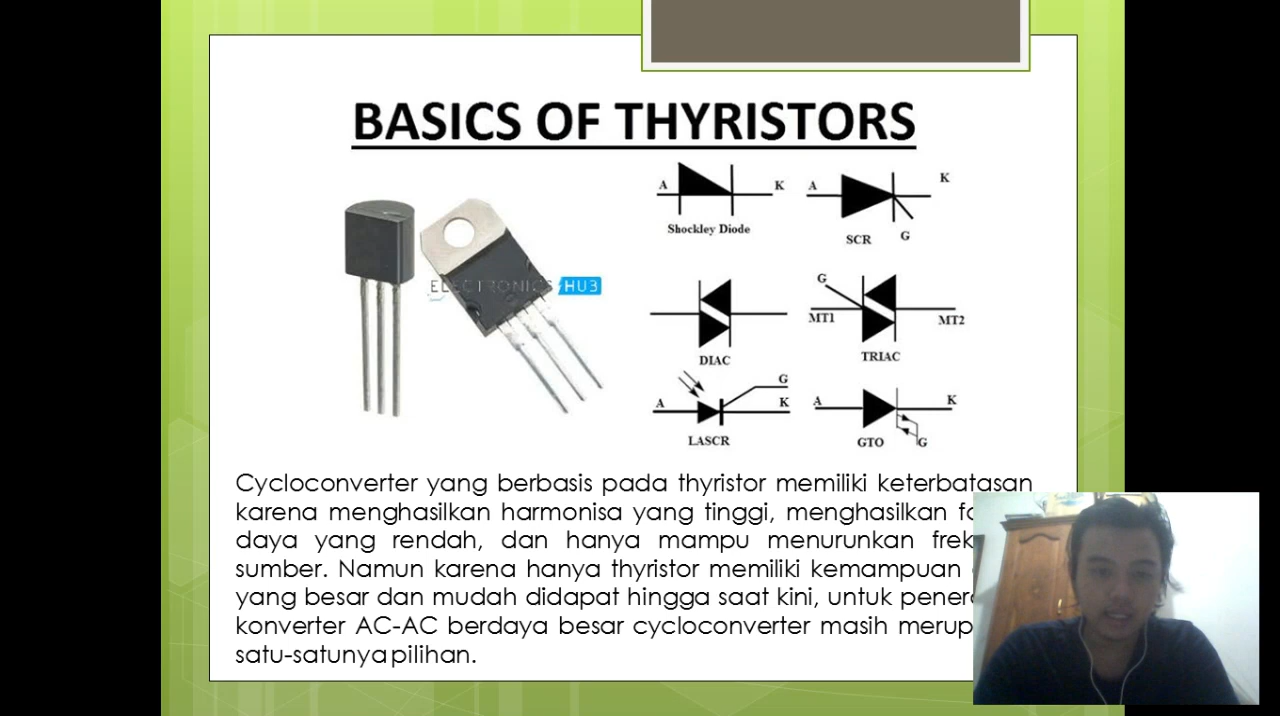 BASICS OF THYRISTORS
A K
Shockley Diode
A K
SCR G
ELECTRONICS HUB
DIAC
G
MT1 MT2
TRIAC
A G
K
LASCR
A K
GTO G
Cycloconverter yang berbasis pada thyristor memiliki keterbatasan
karena menghasilkan harmonisa yang tinggi, menghasilkan
daya yang rendah, dan hanya mampu menurunkan
sumber. Namun karena hanya thyristor memiliki kemampuan
yang besar dan mudah didapat hingga saat kini, untuk
konverter AC-AC berdaya besar cycloconverter masih
satu-satunya pilihan.